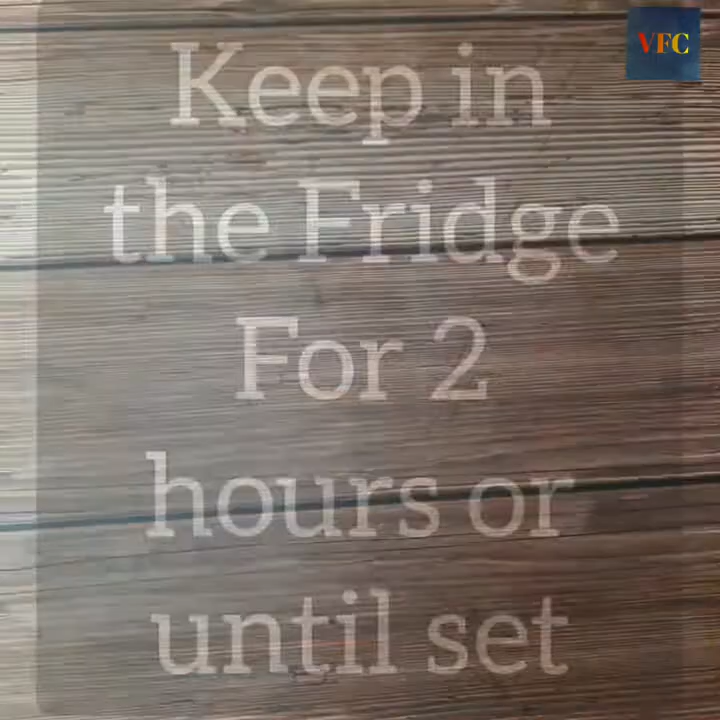 VFC
Keep in
the Fridge
For 2
hours or
until set